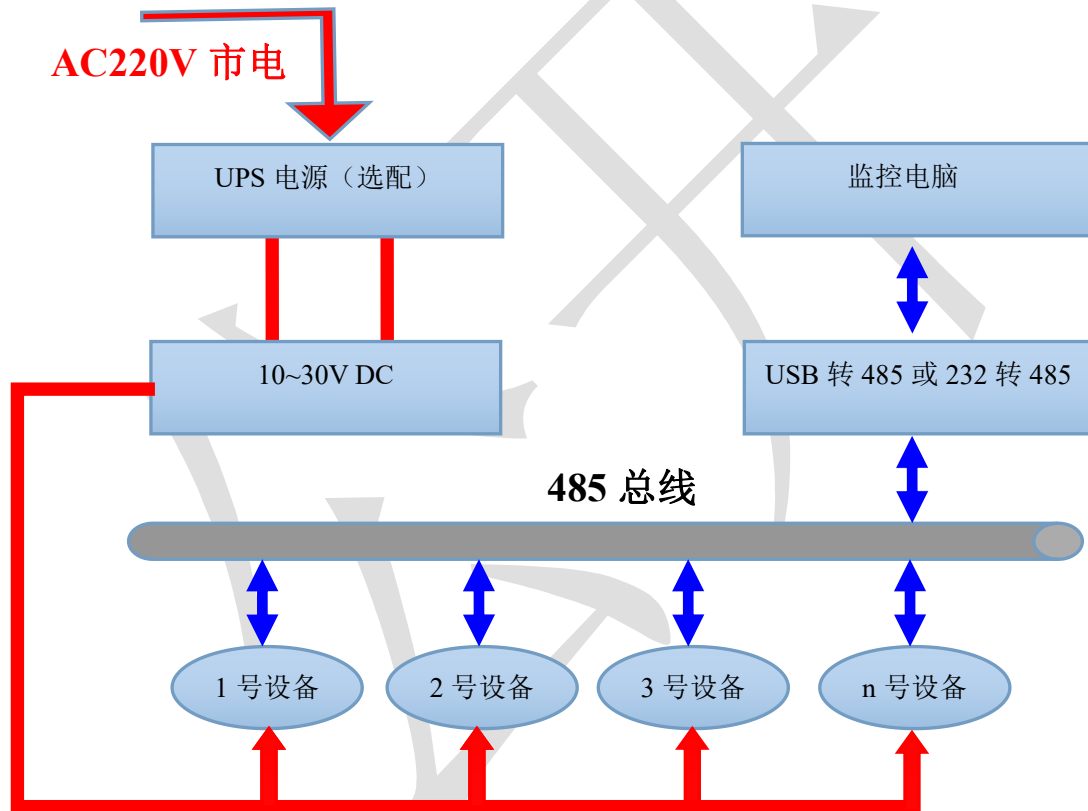 AC220V 市电
UPS 电源（选配）
监控电脑
10~30V DC
USB 转 485 或 232 转 485
485 总线
1 号设备
2 号设备
3 号设备
n 号设备